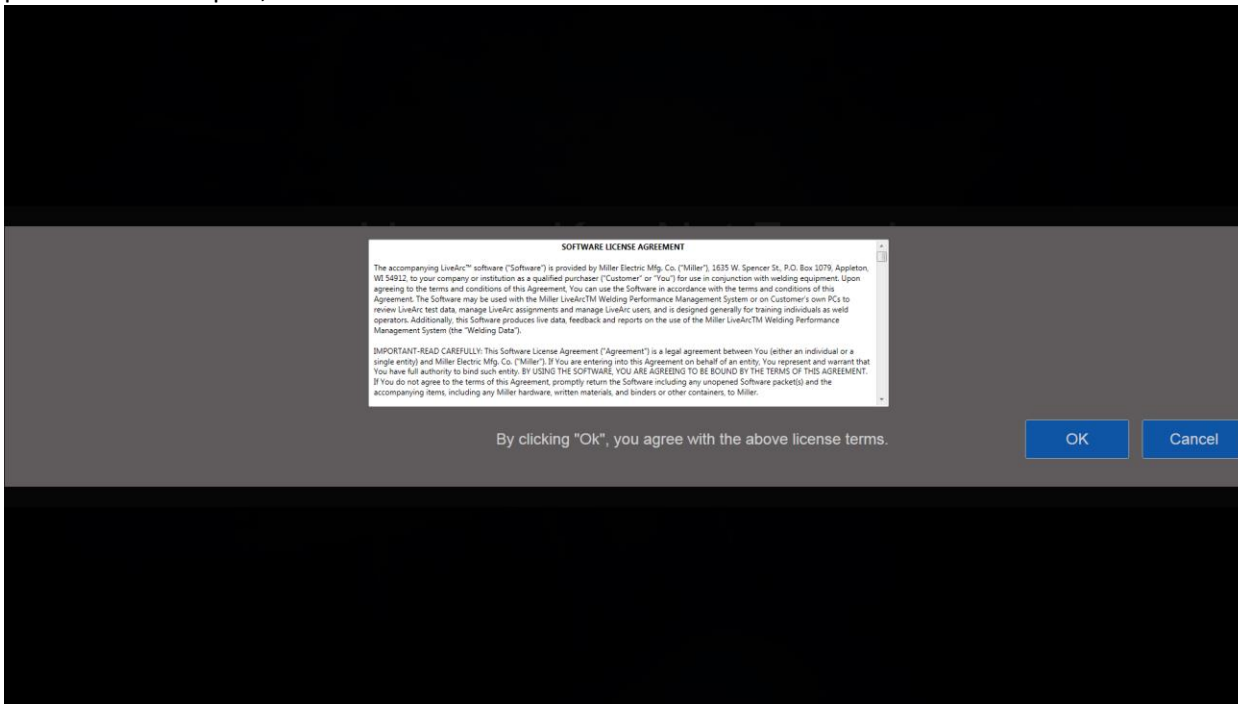 SOFTWARE LICENSE AGREEMENT
The accompanying LiveArc™ software ("Software") is provided by Miller Electric Mfg. Co. ("Miller"), 1635 W. Spencer St., P.O. Box 1079, Appleton,
WI 54912, to your company or institution as a qualified purchaser ("Customer" or "You") for use in conjunction with welding equipment. Upon
agreeing to the terms and conditions of this Agreement, You can use the Software in accordance with the terms and conditions of this
Agreement. The Software may be used with the Miller LiveArcTM Welding Performance Management System or on Customer's own PCs to
review LiveArc test data, manage LiveArc assignments and manage LiveArc users, and is designed generally for training individuals as weld
operators. Additionally, this Software produces live data, feedback and reports on the use of the Miller LiveArcTM Welding Performance
Management System (the "Welding Data").
IMPORTANT-READ CAREFULLY: This Software License Agreement ("Agreement") is a legal agreement between You (either an individual or a
single entity) and Miller Electric Mfg. Co. ("Miller"). If You are entering into this Agreement on behalf of an entity, You represent and warrant that
You have full authority to bind such entity. BY USING THE SOFTWARE, YOU ARE AGREEING TO BE BOUND BY THE TERMS OF THIS AGREEMENT.
If You do not agree to the terms of this Agreement, promptly return the Software including any unopened Software packet(s) and the
accompanying items, including any Miller hardware, written materials, and binders or other containers, to Miller.
By clicking "Ok", you agree with the above license terms.
OK
Cancel